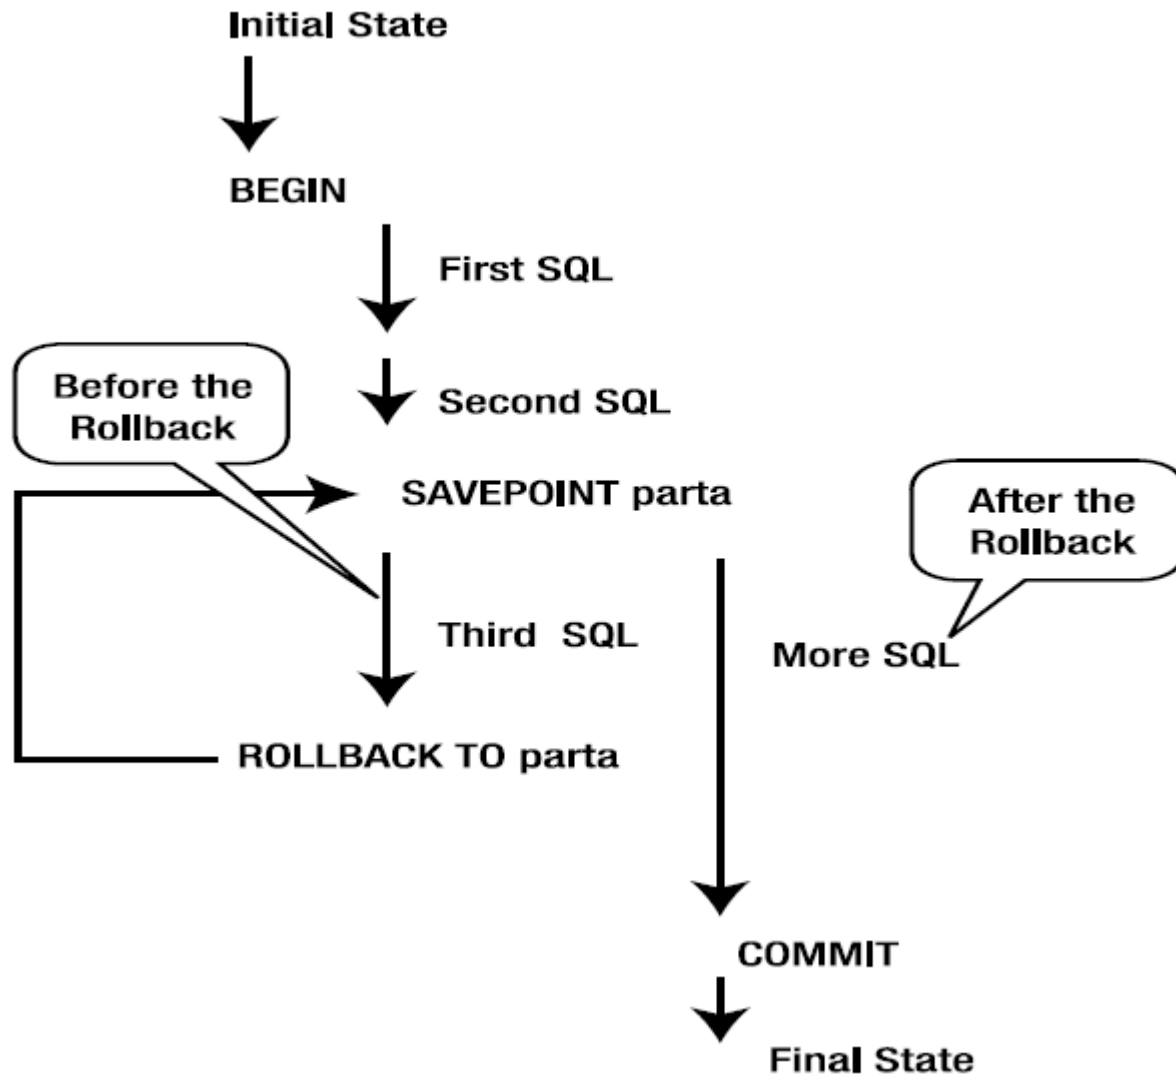 Initial State
BEGIN
First SQL
Before the
Rollback
Second SQL
SAVEPOINT parta
After the
Rollback
Third SQL
More SQL
ROLLBACK TO parta
COMMIT
Final State